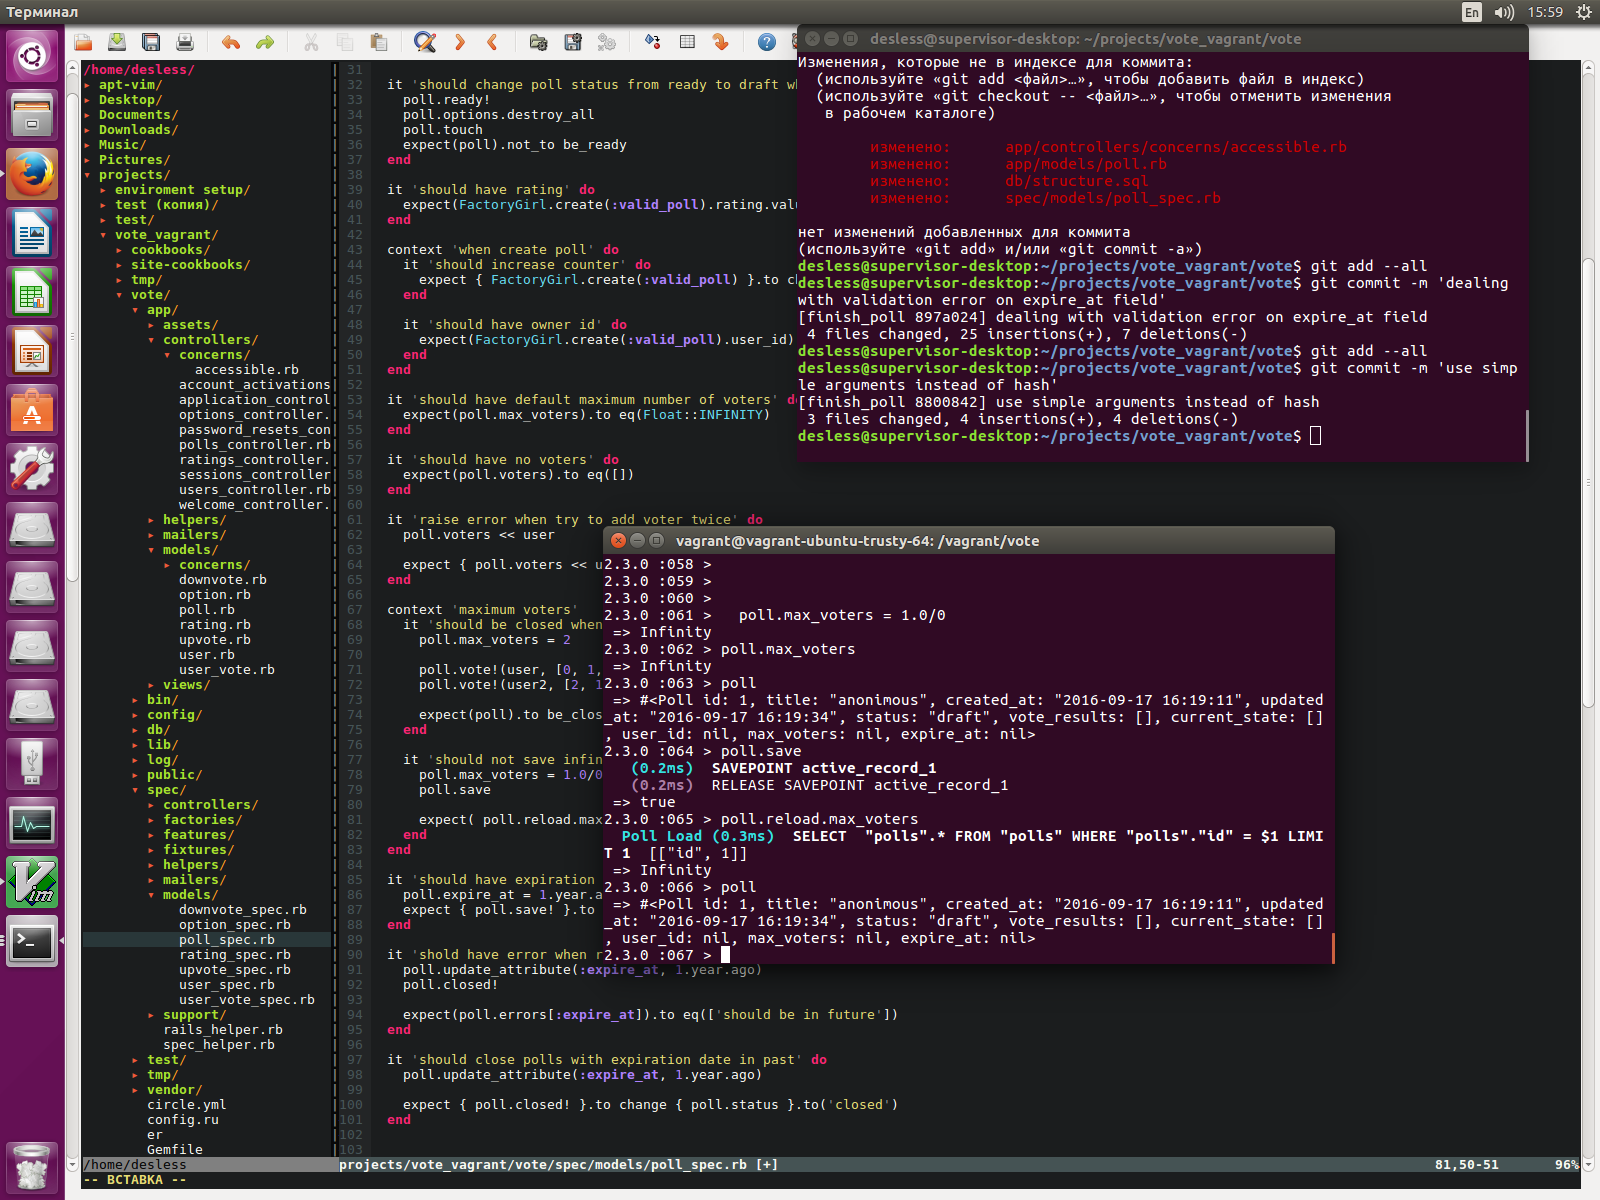 Терминал
En
15:59
/home/desless/
▸ apt-vim/
▸ Desktop/
▸ Documents/
▸ Downloads/
▸ Music/
▸ Pictures/
▾ projects/
▸ enviroment setup/
▸ test (копия)/
▸ test/
▾ vote_vagrant/
▸ cookbooks/
▸ site-cookbooks/
▸ tmp/
▾ vote/
▾ app/
▸ assets/
▾ controllers/
▾ concerns/
accessible.rb
account_activations
application_control
options_controller.
password_resets_con
polls_controller.rb
ratings_controller.
sessions_controller
users_controller.rb
welcome_controller.
▸ helpers/
▸ mailers/
▾ models/
▸ concerns/
downvote.rb
option.rb
poll.rb
rating.rb
upvote.rb
user.rb
user_vote.rb
▸ views/
▸ bin/
▸ config/
▸ db/
▸ lib/
▸ log/
▸ public/
▾ spec/
▸ controllers/
▸ factories/
▸ features/
▸ fixtures/
▸ helpers/
▸ mailers/
▾ models/
downvote_spec.rb
option_spec.rb
poll_spec.rb
rating_spec.rb
upvote_spec.rb
user_spec.rb
user_vote_spec.rb
▸ support/
rails_helper.rb
spec_helper.rb
▸ test/
▸ tmp/
▸ vendor/
circle.yml
config.ru
er
Gemfile
/home/desless
-- ВСТАВКА --
31
32 it 'should change poll status from ready to draft wh
33 poll.ready!
34 poll.options.destroy_all
35 poll.touch
36 expect(poll).not_to be_ready
37 end
38
39 it 'should have rating' do
40 expect(FactoryGirl.create(:valid_poll).rating.valu
41 end
42
43 context 'when create poll' do
44 it 'should increase counter' do
45 expect { FactoryGirl.create(:valid_poll) }.to ch
46 end
47
48 it 'should have owner id' do
49 expect(FactoryGirl.create(:valid_poll).user_id)
50 end
51 end
52
53 it 'should have default maximum number of voters' do
54 expect(poll.max_voters).to eq(Float::INFINITY)
55 end
56
57 it 'should have no voters' do
58 expect(poll.voters).to eq([])
59 end
60
61 it 'raise error when try to add voter twice' do
62 poll.voters << user
63
64 expect { poll.voters << u
65 end
66
67 context 'maximum voters'
68 it 'should be closed when
69 poll.max_voters = 2
70
71 poll.vote!(user, [0, 1,
72 poll.vote!(user2, [2, 1
73
74 expect(poll).to be_clos
75 end
76
77 it 'should not save infin
78 poll.max_voters = 1.0/0
79 poll.save
80
81 expect( poll.reload.max
82 end
83 end
84
85 it 'should have expiration
86 poll.expire_at = 1.year.a
87 expect { poll.save! }.to
88 end
89
90 it 'shold have error when r
91 poll.update_attribute(:expire_at, 1.year.ago)
92 poll.closed!
93
94 expect(poll.errors[:expire_at]).to eq(['should be in future'])
95 end
96
97 it 'should close polls with expiration date in past' do
98 poll.update_attribute(:expire_at, 1.year.ago)
99
100 expect { poll.closed! }.to change { poll.status }.to('closed')
101 end
102
103
projects/vote_vagrant/vote/spec/models/poll_spec.rb [+] 81,50-51 96%
desless@supervisor-desktop: ~/projects/vote_vagrant/vote
Изменения, которые не в индексе для коммита:
(используйте «git add <файл>…», чтобы добавить файл в индекс)
(используйте «git checkout -- <файл>…», чтобы отменить изменения
в рабочем каталоге)
изменено: app/controllers/concerns/accessible.rb
изменено: app/models/poll.rb
изменено: db/structure.sql
изменено: spec/models/poll_spec.rb
нет изменений добавленных для коммита
(используйте «git add» и/или «git commit -a»)
desless@supervisor-desktop:~/projects/vote_vagrant/vote$ git add --all
desless@supervisor-desktop:~/projects/vote_vagrant/vote$ git commit -m 'dealing
with validation error on expire_at field'
[finish_poll 897a024] dealing with validation error on expire_at field
4 files changed, 25 insertions(+), 7 deletions(-)
desless@supervisor-desktop:~/projects/vote_vagrant/vote$ git add --all
desless@supervisor-desktop:~/projects/vote_vagrant/vote$ git commit -m 'use simp
le arguments instead of hash'
[finish_poll 8800842] use simple arguments instead of hash
3 files changed, 4 insertions(+), 4 deletions(-)
desless@supervisor-desktop:~/projects/vote_vagrant/vote$
vagrant@vagrant-ubuntu-trusty-64: /vagrant/vote
2.3.0 :058 >
2.3.0 :059 >
2.3.0 :060 >
2.3.0 :061 > poll.max_voters = 1.0/0
=> Infinity
2.3.0 :062 > poll.max_voters
=> Infinity
2.3.0 :063 > poll
=> #<Poll id: 1, title: "anonimous", created_at: "2016-09-17 16:19:11", updated
_at: "2016-09-17 16:19:34", status: "draft", vote_results: [], current_state: []
, user_id: nil, max_voters: nil, expire_at: nil>
2.3.0 :064 > poll.save
(0.2ms) SAVEPOINT active_record_1
(0.2ms) RELEASE SAVEPOINT active_record_1
=> true
2.3.0 :065 > poll.reload.max_voters
Poll Load (0.3ms) SELECT "polls".* FROM "polls" WHERE "polls"."id" = $1 LIMI
T 1 [["id", 1]]
=> Infinity
2.3.0 :066 > poll
=> #<Poll id: 1, title: "anonimous", created_at: "2016-09-17 16:19:11", updated
_at: "2016-09-17 16:19:34", status: "draft", vote_results: [], current_state: []
, user_id: nil, max_voters: nil, expire_at: nil>
2.3.0 :067 >